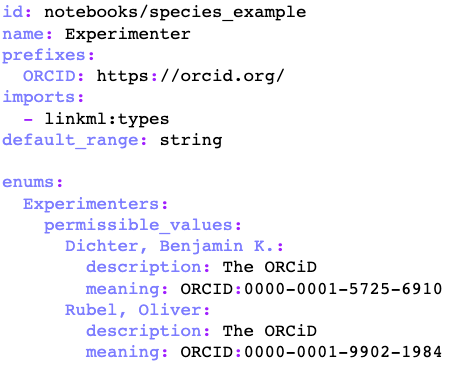 id: notebooks/species_example
name: Experimenter
prefixes:
  ORCID: https://orcid.org/
imports:
  - linkml:types
default_range: string

enums:
  Experimenters:
    permissible_values:
      Dichter, Benjamin K.:
        description: The ORCiD
        meaning: ORCID:0000-0001-5725-6910
      Rubel, Oliver:
        description: The ORCiD
        meaning: ORCID:0000-0001-9902-1984